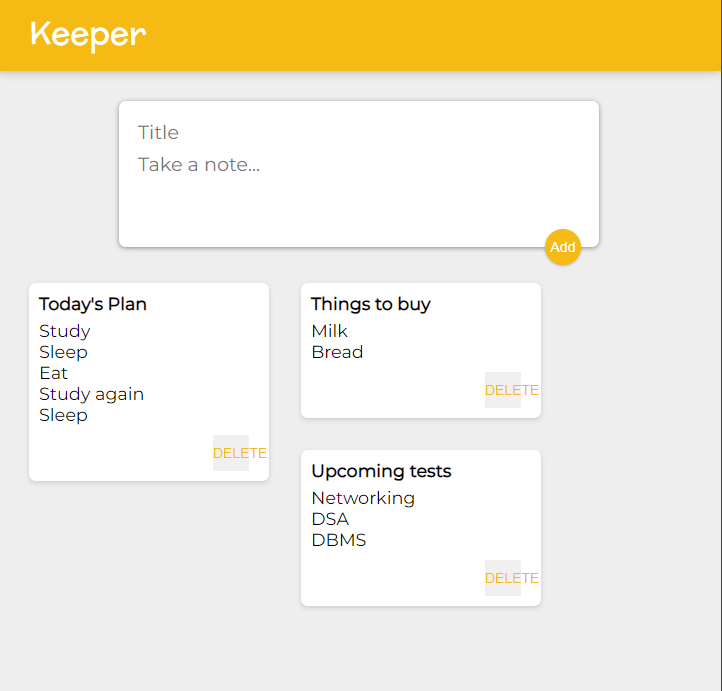 Keeper
Title
Take a note...
Add
Today's Plan
Study
Sleep
Eat
Study again
Sleep
DELETE
Things to buy
Milk
Bread
DELETE
Upcoming tests
Networking
DSA
DBMS
DELETE